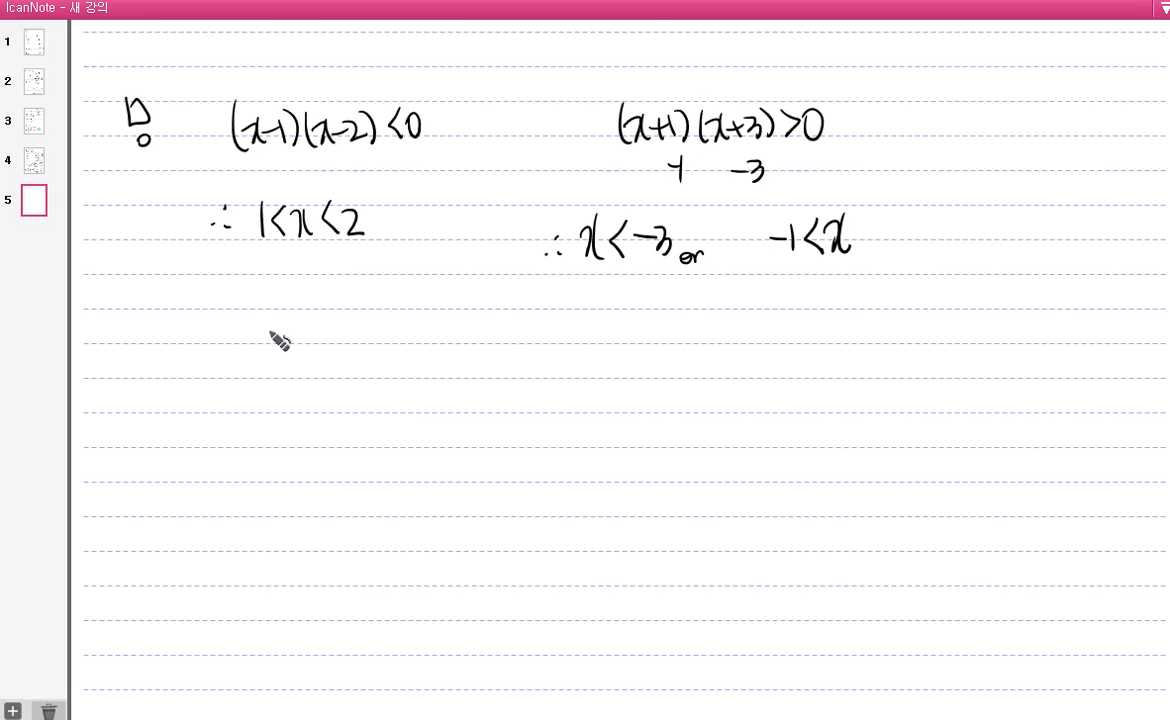 IcanNote - 새 강의
1
2
3
4
5
(x-1)(x-2)<0
(x+1)(x+3)>0
-1 -3
∴ 1<x<2
∴ x<-3 or -1<x